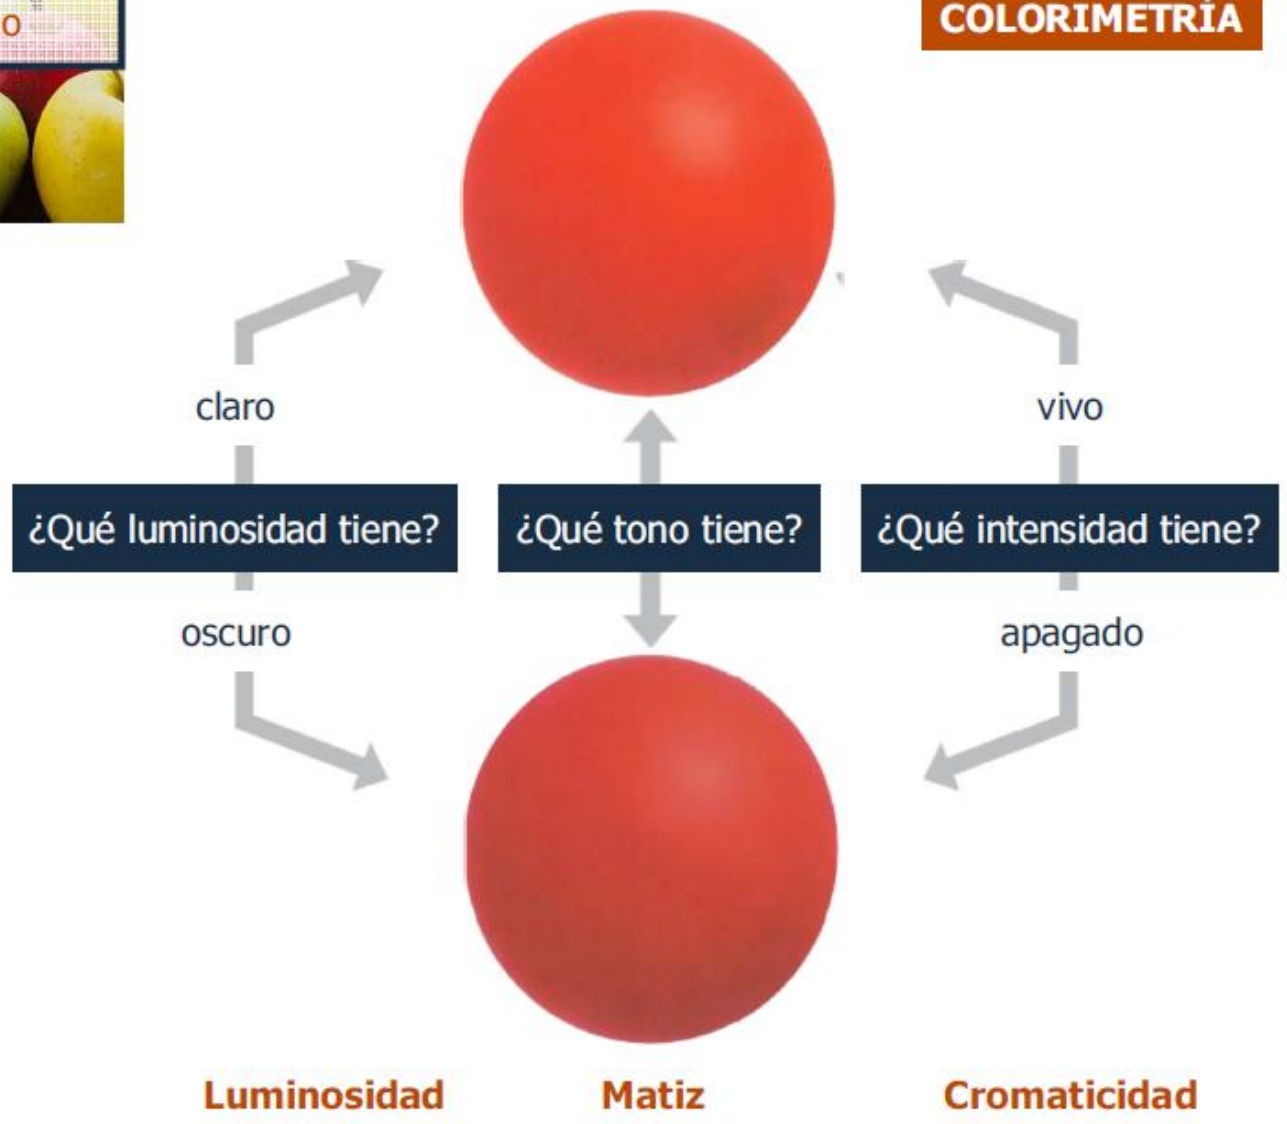 o
COLORIMETRÍA
claro
vivo
¿Qué luminosidad tiene?
¿Qué tono tiene?
¿Qué intensidad tiene?
oscuro
apagado
Luminosidad
Matiz
Cromaticidad